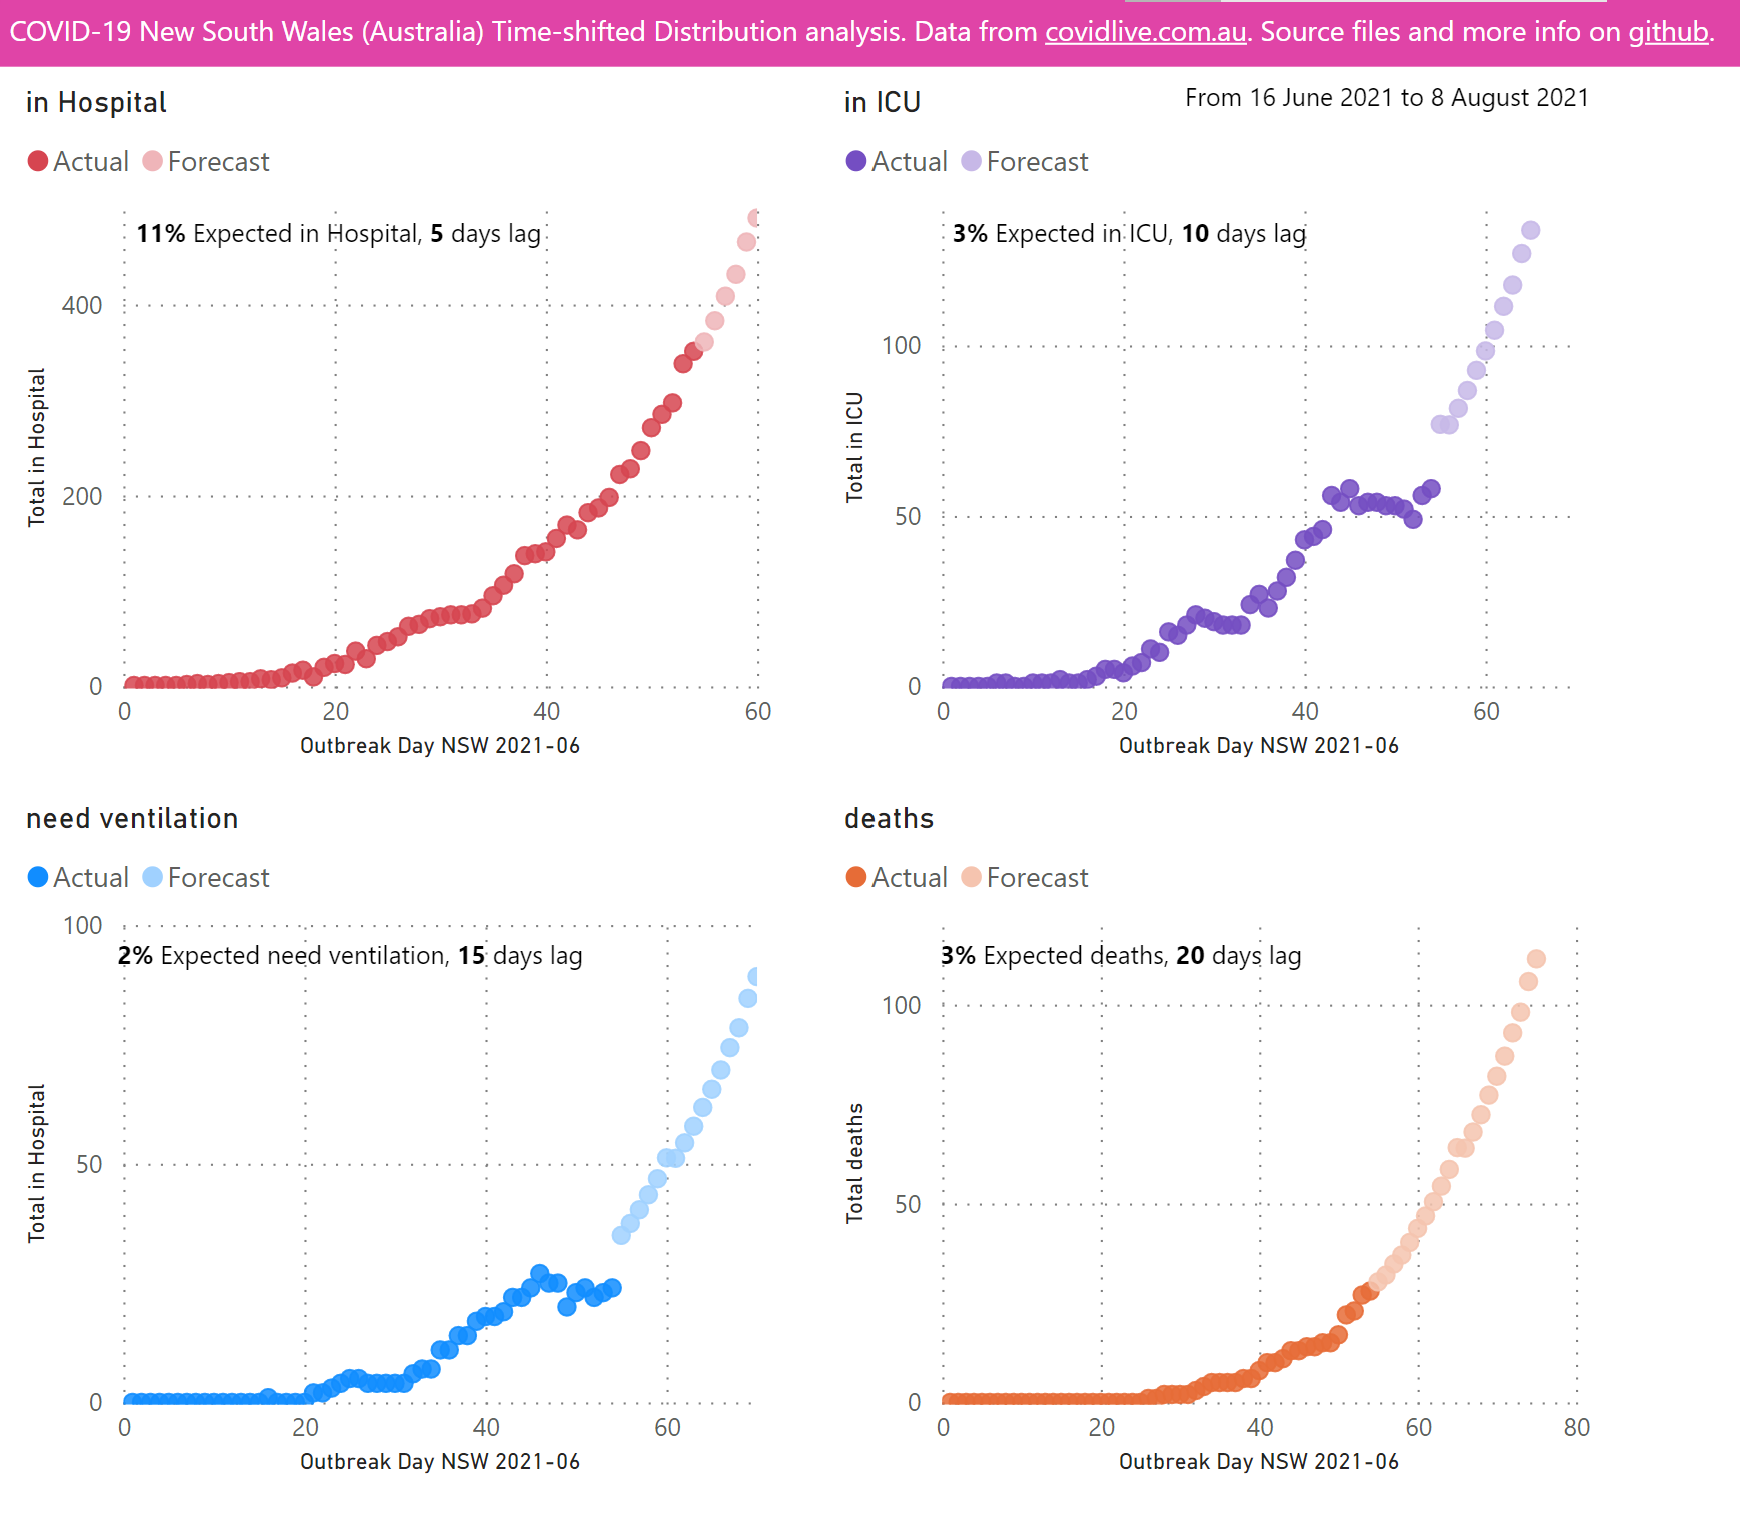 COVID-19 New South Wales (Australia) Time-shifted Distribution analysis. Data from covidlive.com.au. Source files and more info on github.
From 16 June 2021 to 8 August 2021
in Hospital
Actual Forecast
11% Expected in Hospital, 5 days lag
Total in Hospital
400
200
0
0 20 40 60
Outbreak Day NSW 2021-06
in ICU
Actual Forecast
3% Expected in ICU, 10 days lag
Total in ICU
100
50
0
0 20 40 60
Outbreak Day NSW 2021-06
need ventilation
Actual Forecast
100
2% Expected need ventilation, 15 days lag
Total in Hospital
50
0
0 20 40 60
Outbreak Day NSW 2021-06
deaths
Actual Forecast
3% Expected deaths, 20 days lag
Total deaths
100
50
0
0 20 40 60 80
Outbreak Day NSW 2021-06